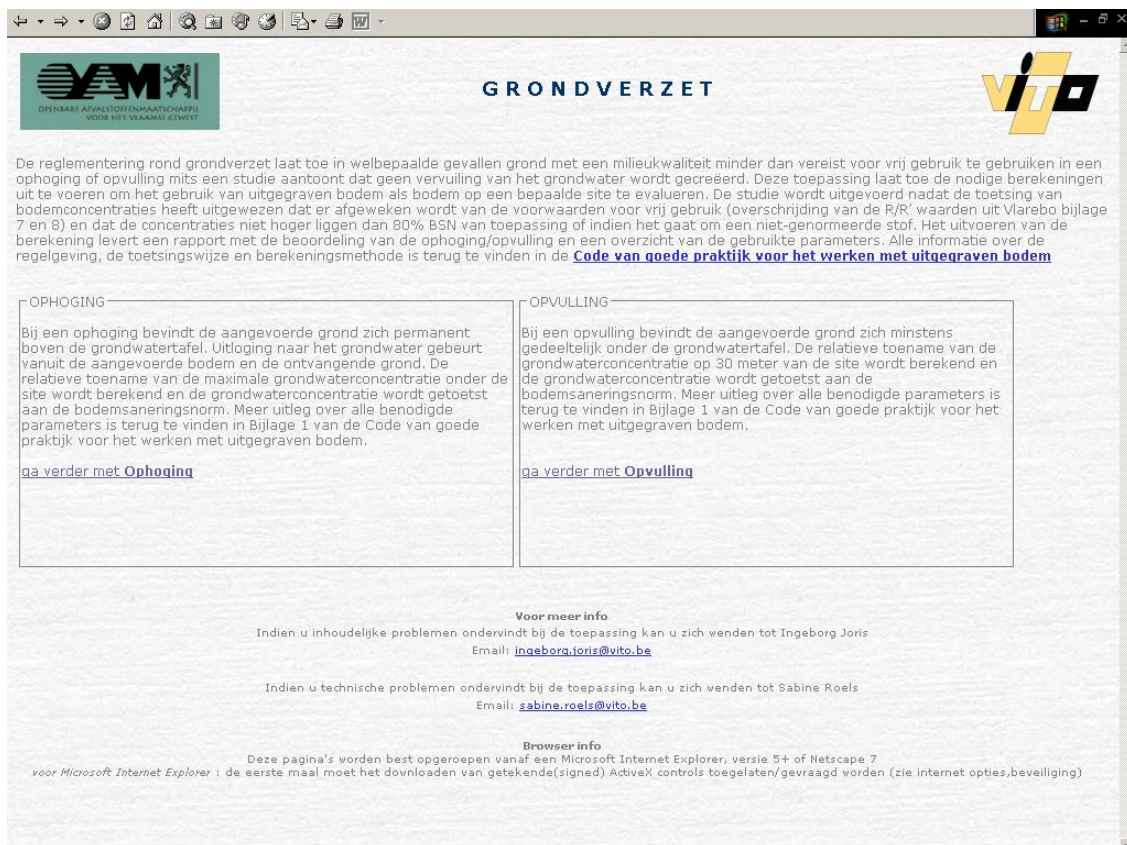 OVAM
OPENBARE AFVALSTOFFENMAATSCHAPPIJ
VOOR HET VLAAMSE GEWEST
GRONDVERZET
vito
De reglementering rond grondverzet laat toe in welbepaalde gevallen grond met een milieukwaliteit minder dan vereist voor vrij gebruik te gebruiken in een
ophoging of opvulling mits een studie aantoont dat geen vervuiling van het grondwater wordt gecreëerd. Deze toepassing laat toe de nodige berekeningen
uit te voeren om het gebruik van uitgegraven bodem als bodem op een bepaalde site te evalueren. De studie wordt uitgevoerd nadat de toetsing van
bodemconcentraties heeft uitgewezen dat er afgeweken wordt van de voorwaarden voor vrij gebruik (overschrijding van de R/R' waarden uit Vlarebo bijlage
7 en 8) en dat de concentraties niet hoger liggen dan 80% BSN van toepassing of indien het gaat om een niet-genormeerde stof. Het uitvoeren van de
berekening levert een rapport met de beoordeling van de ophoging/opvulling en een overzicht van de gebruikte parameters. Alle informatie over de
regelgeving, de toetsingswijze en berekeningsmethode is terug te vinden in de Code van goede praktijk voor het werken met uitgegraven bodem
OPHOGING
Bij een ophoging bevindt de aangevoerde grond zich permanent
boven de grondwatertafel. Uitloging naar het grondwater gebeurt
vanuit de aangevoerde bodem en de ontvangende grond. De
relatieve toename van de maximale grondwaterconcentratie onder de
site wordt berekend en de grondwaterconcentratie wordt getoetst
aan de bodemsaneringsnorm. Meer uitleg over alle benodigde
parameters is terug te vinden in Bijlage 1 van de Code van goede
praktijk voor het werken met uitgegraven bodem.
ga verder met Ophoging
OPVULLING
Bij een opvulling bevindt de aangevoerde grond zich minstens
gedeeltelijk onder de grondwatertafel. De relatieve toename van de
grondwaterconcentratie op 30 meter van de site wordt berekend en
de grondwaterconcentratie wordt getoetst aan de
bodemsaneringsnorm. Meer uitleg over alle benodigde parameters is
terug te vinden in Bijlage 1 van de Code van goede praktijk voor het
werken met uitgegraven bodem.
ga verder met Opvulling
Voor meer info
Indien u inhoudelijke problemen ondervindt bij de toepassing kan u zich wenden tot Ingeborg Joris
Email: ingeborg.joris@vito.be
Indien u technische problemen ondervindt bij de toepassing kan u zich wenden tot Sabine Roels
Email: sabine.roels@vito.be
Browser info
Deze pagina's worden best opgeroepen vanaf een Microsoft Internet Explorer, versie 5+ of Netscape 7
voor Microsoft Internet Explorer : de eerste maal moet het downloaden van getekende(signed) ActiveX controls toegelaten/gevraagd worden (zie internet opties,beveiliging)